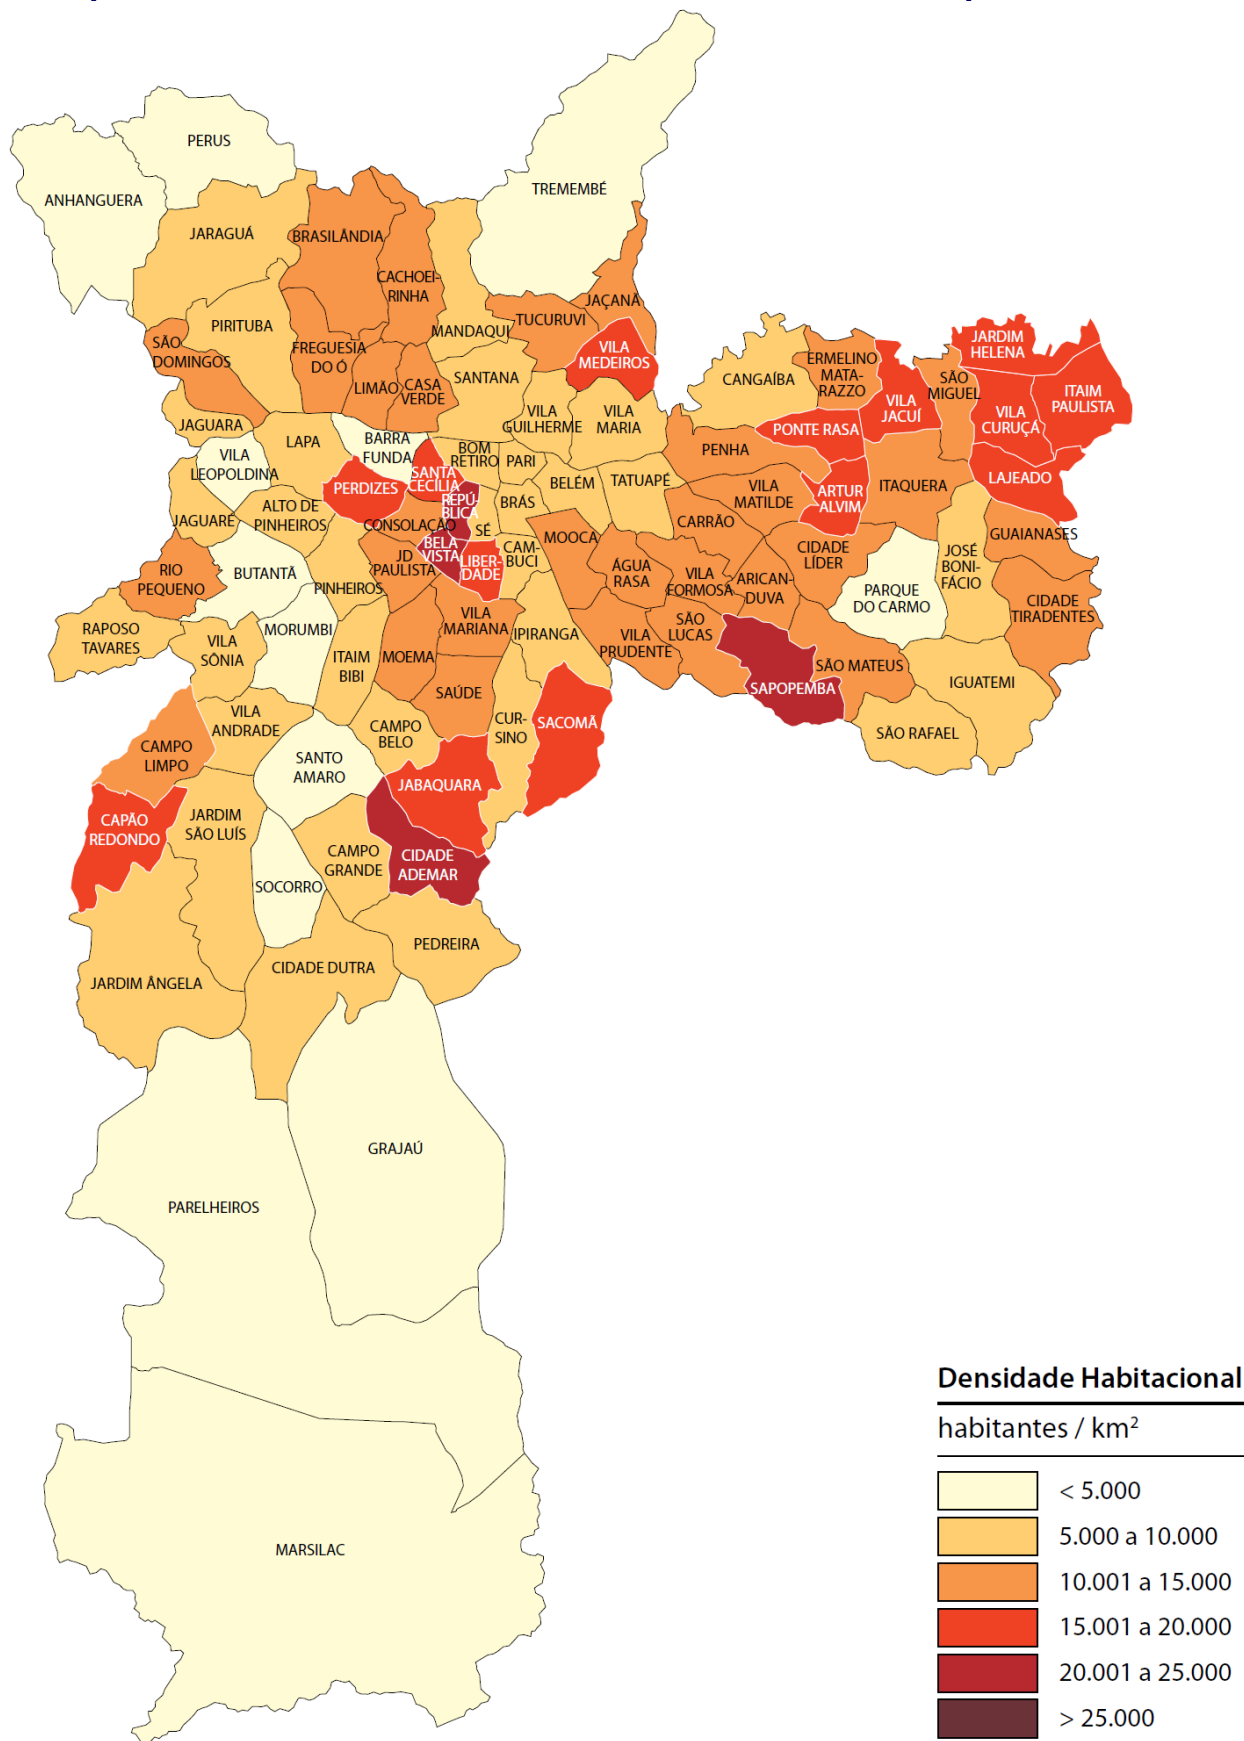 PERUS
ANHANGUERA
TREMEMBÉ
JARAGUÁ
BRASILÂNDIA
CACHOEI-
RINHA
JAÇANÃ
TUCURUVI
MANDAQUI
PIRITUBA
SÃO
DOMINGOS
FREGUESIA
DO Ó
LIMÃO
CASA
VERDE
SANTANA
VILA
MEDEIROS
VILA
GUILHERME
VILA
MARIA
CANGAÍBA
ERMELINO
MATA-
RAZZO
VILA
JACUÍ
SÃO
MIGUEL
JARDIM
HELENA
VILA
CURUÇÁ
ITAIM
PAULISTA
JAGUARA
LAPA
BARRA
FUNDA
VILA
LEOPOLDINA
PERDIZES
SANTA
CECÍLIA
BOM
RETIRO
PARI
BELÉM
TATUAPÉ
PENHA
PONTE RASA
VILA
MATILDE
ARTUR
ALVIM
ITAQUERA
LAJEADO
JAGUARÉ
ALTO DE
PINHEIROS
CONSOLAÇÃO
REPÚ-
BLICA
BRÁS
SÉ
BELA
VISTA
LIBER-
DADE
CAM-
BUCI
MOOCA
CARRÃO
ÁGUA
RASA
VILA
FORMOSA
ARICAN-
DUVA
CIDADE
LÍDER
PARQUE
DO CARMO
JOSÉ
BONI-
FÁCIO
GUAIANASES
CIDADE
TIRADENTES
RIO
PEQUENO
BUTANTÃ
PINHEIROS
JD
PAULISTA
RAPOSO
TAVARES
VILA
SÔNIA
MORUMBI
ITAIM
BIBI
MOEMA
VILA
MARIANA
IPIRANGA
VILA
PRUDENTE
SÃO
LUCAS
SAPOPEMBA
SÃO MATEUS
IGUATEMI
SÃO RAFAEL
SAÚDE
CUR-
SINO
SACOMÃ
VILA
ANDRADE
CAMPO
BELO
CAMPO
LIMPO
SANTO
AMARO
JABAQUARA
CAPÃO
REDONDO
JARDIM
SÃO LUÍS
CAMPO
GRANDE
CIDADE
ADEMAR
SOCORRO
PEDREIRA
CIDADE DUTRA
JARDIM ÂNGELA
GRAJAÚ
PARELHEIROS
MARSILAC
Densidade Habitacional
habitantes / km²
< 5.000
5.000 a 10.000
10.001 a 15.000
15.001 a 20.000
20.001 a 25.000
> 25.000